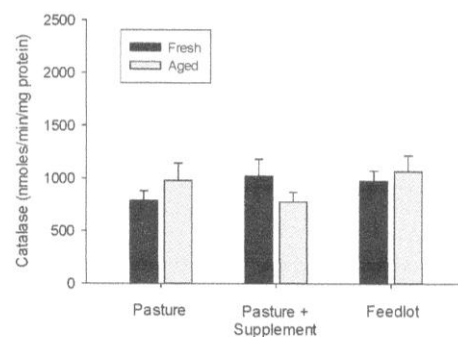 Catalase (nmoles/min/mg protein)
2500
2000
1500
1000
500
0
Fresh
Aged
Pasture
Pasture +
Supplement
Feedlot